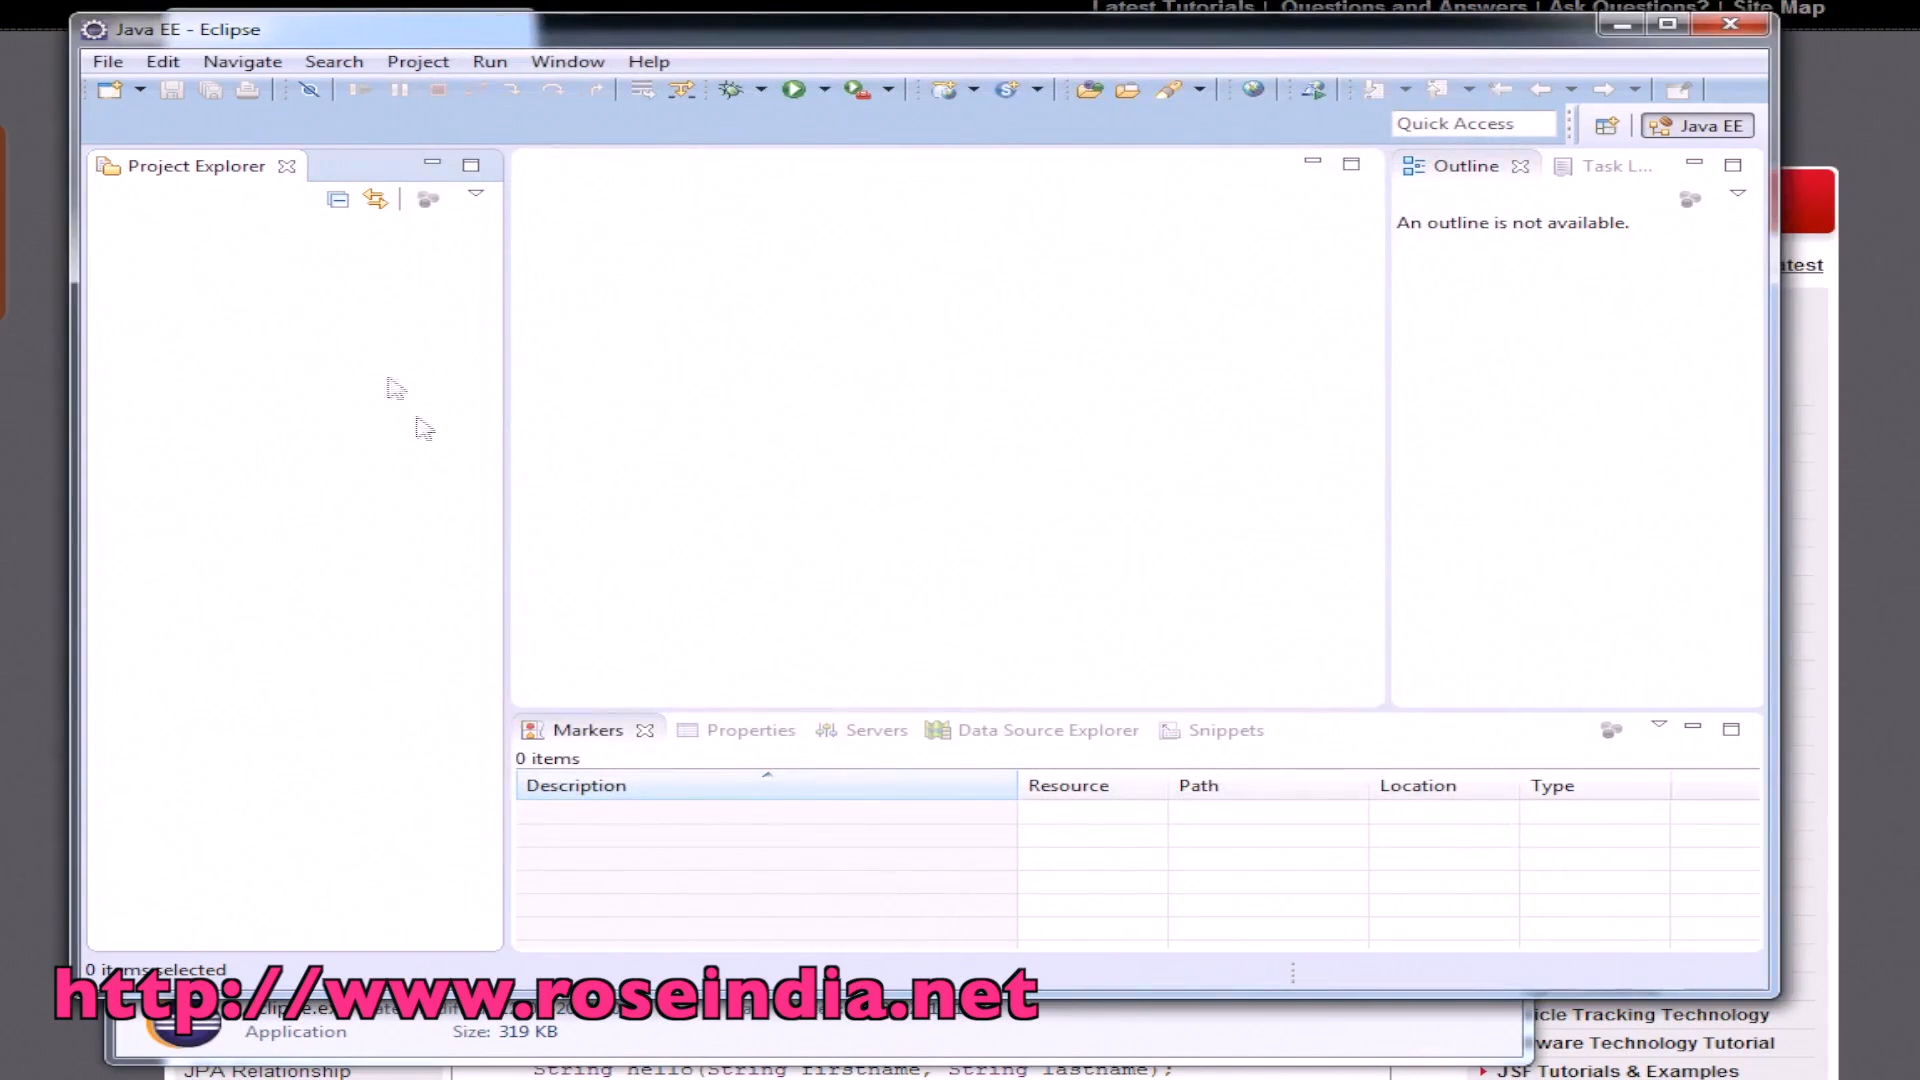 Latest Tutorials | Questions and Answers | Ask Questions? | Site Map
Java EE - Eclipse
File Edit Navigate Search Project Run Window Help
Quick Access
Java EE
Project Explorer
Outline
Task L...
An outline is not available.
Markers Properties Servers Data Source Explorer Snippets
0 items
Description Resource Path Location Type
0 items selected
http://www.roseindia.net
Application
Size: 319 KB
Technology Tutorial
Tracking Technology
JPA Relationship
String hello(String firstname, String lastname);
JSF Tutorials & Examples